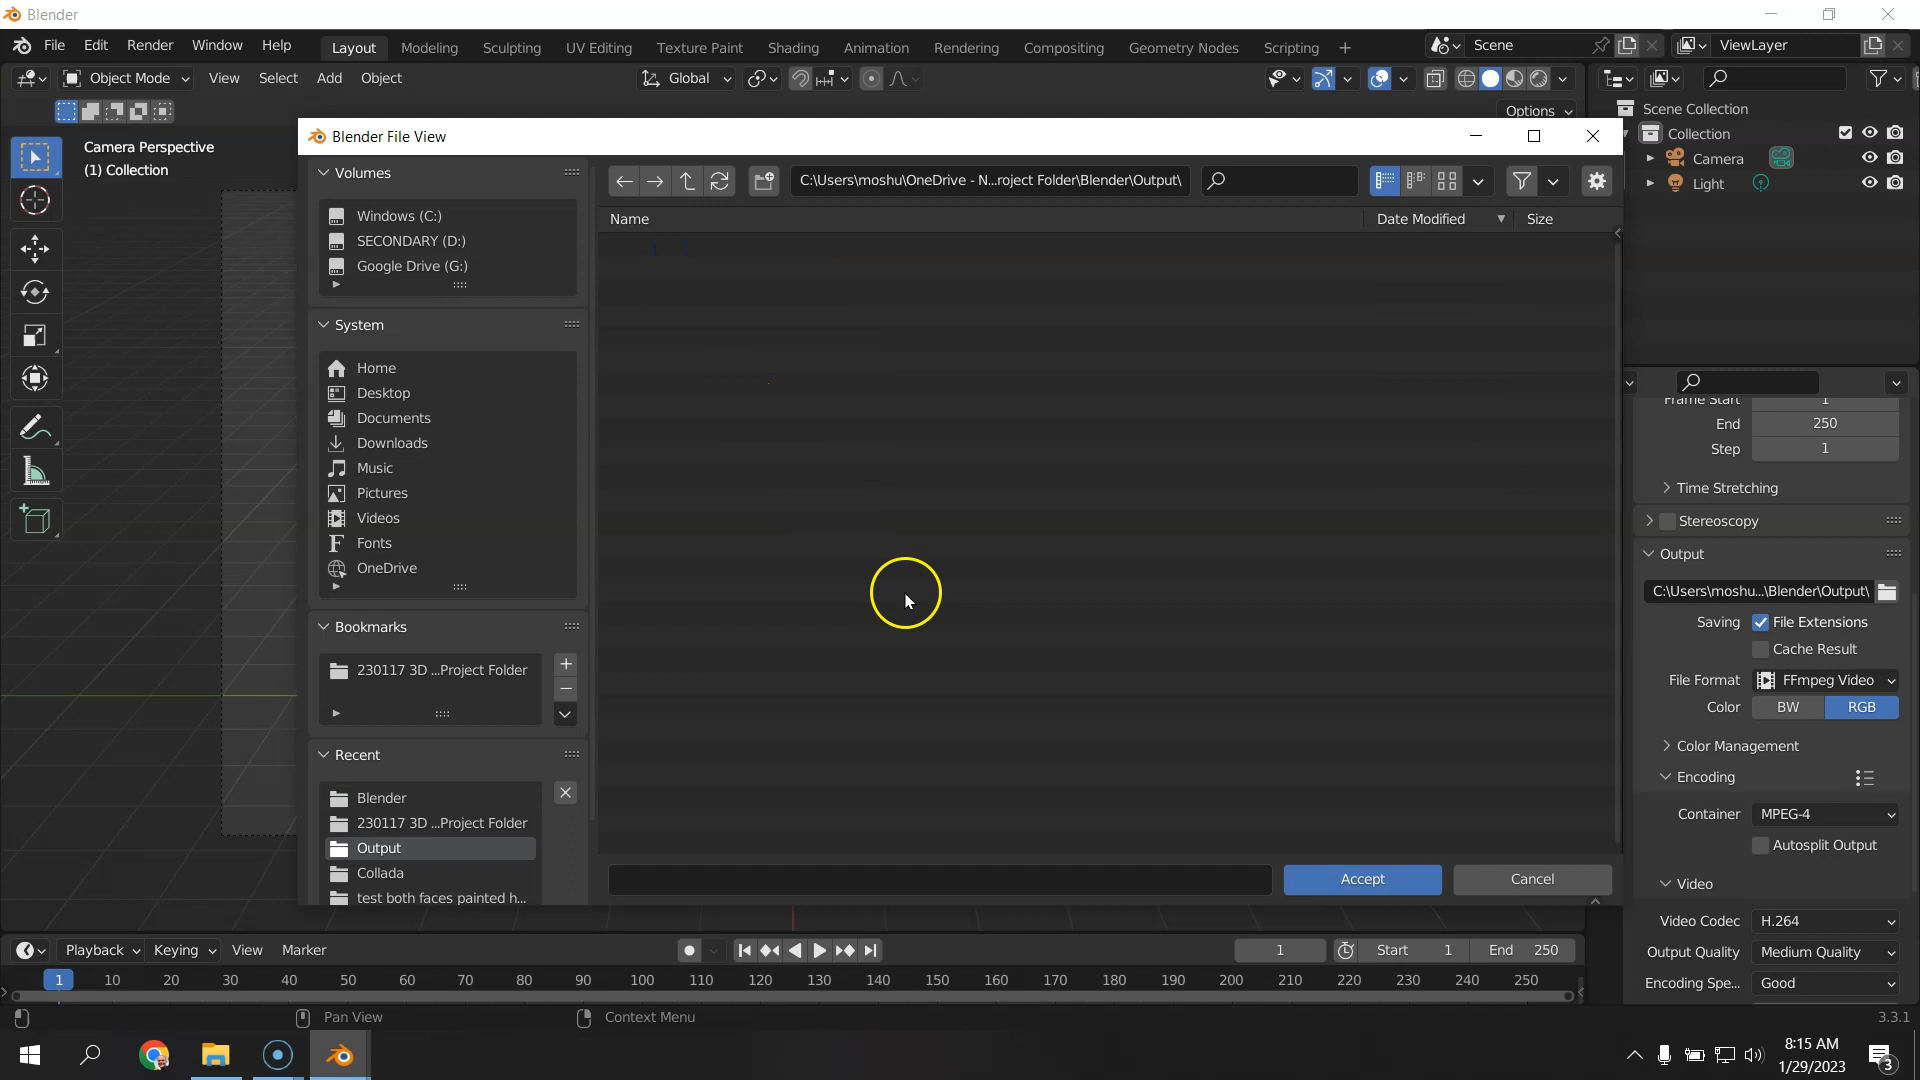 Blender
File Edit Render Window Help Layout Modeling Sculpting UV Editing Texture Paint Shading Animation Rendering Compositing Geometry Nodes Scripting + Scene ViewLayer
Object Mode View Select Add Object Global
Options
Camera Perspective
(1) Collection
Blender File View
Volumes
Windows (C:)
SECONDARY (D:)
Google Drive (G:)
System
Home
Desktop
Documents
Downloads
Music
Pictures
Videos
Fonts
OneDrive
Bookmarks
230117 3D ...Project Folder
Recent
Blender
230117 3D ...Project Folder
Output
Collada
test both faces painted h...
C:\Users\moshu\OneDrive - N...roject Folder\Blender\Output\
Name Date Modified Size
Accept Cancel
Scene Collection
Collection
Camera
Light
Frame Start 1
End 250
Step 1
Time Stretching
Stereoscopy
Output
C:\Users\moshu...\Blender\Output\
Saving File Extensions
Cache Result
File Format FFmpeg Video
Color BW RGB
Color Management
Encoding
Container MPEG-4
Autosplit Output
Video
Video Codec H.264
Output Quality Medium Quality
Encoding Spe... Good
Playback Keying View Marker 1 Start 1 End 250
1 10 20 30 40 50 60 70 80 90 100 110 120 130 140 150 160 170 180 190 200 210 220 230 240 250
Pan View Context Menu 3.3.1
8:15 AM
1/29/2023
3